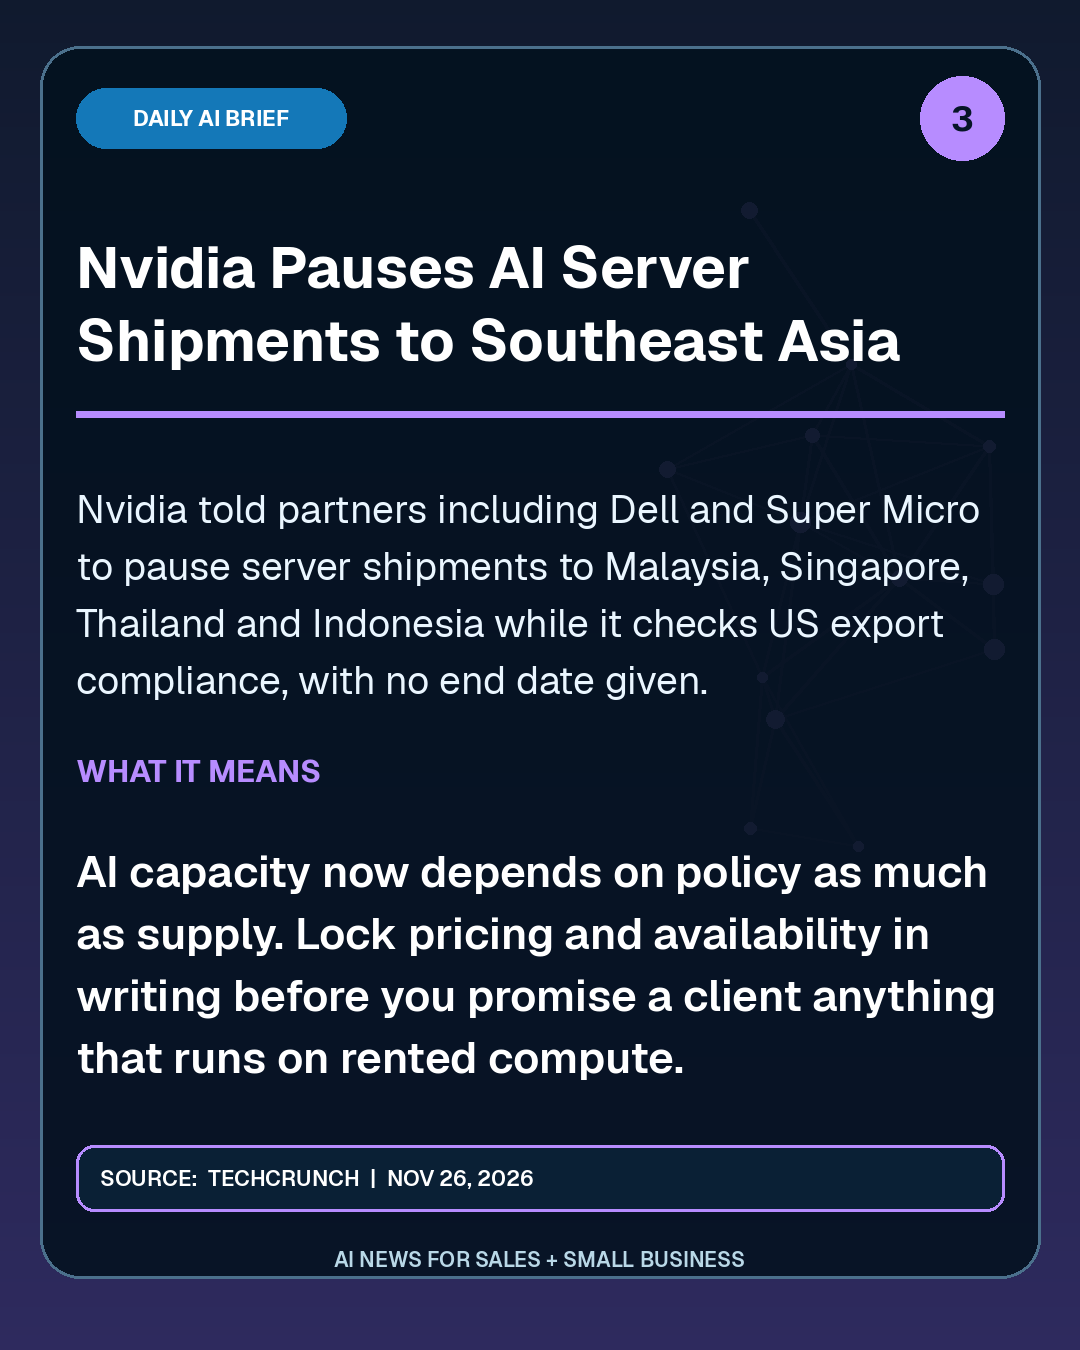 DAILY AI BRIEF
3
Nvidia Pauses AI Server
Shipments to Southeast Asia
Nvidia told partners including Dell and Super Micro
to pause server shipments to Malaysia, Singapore,
Thailand and Indonesia while it checks US export
compliance, with no end date given.
WHAT IT MEANS
AI capacity now depends on policy as much
as supply. Lock pricing and availability in
writing before you promise a client anything
that runs on rented compute.
SOURCE: TECHCRUNCH | NOV 26, 2026
AI NEWS FOR SALES + SMALL BUSINESS